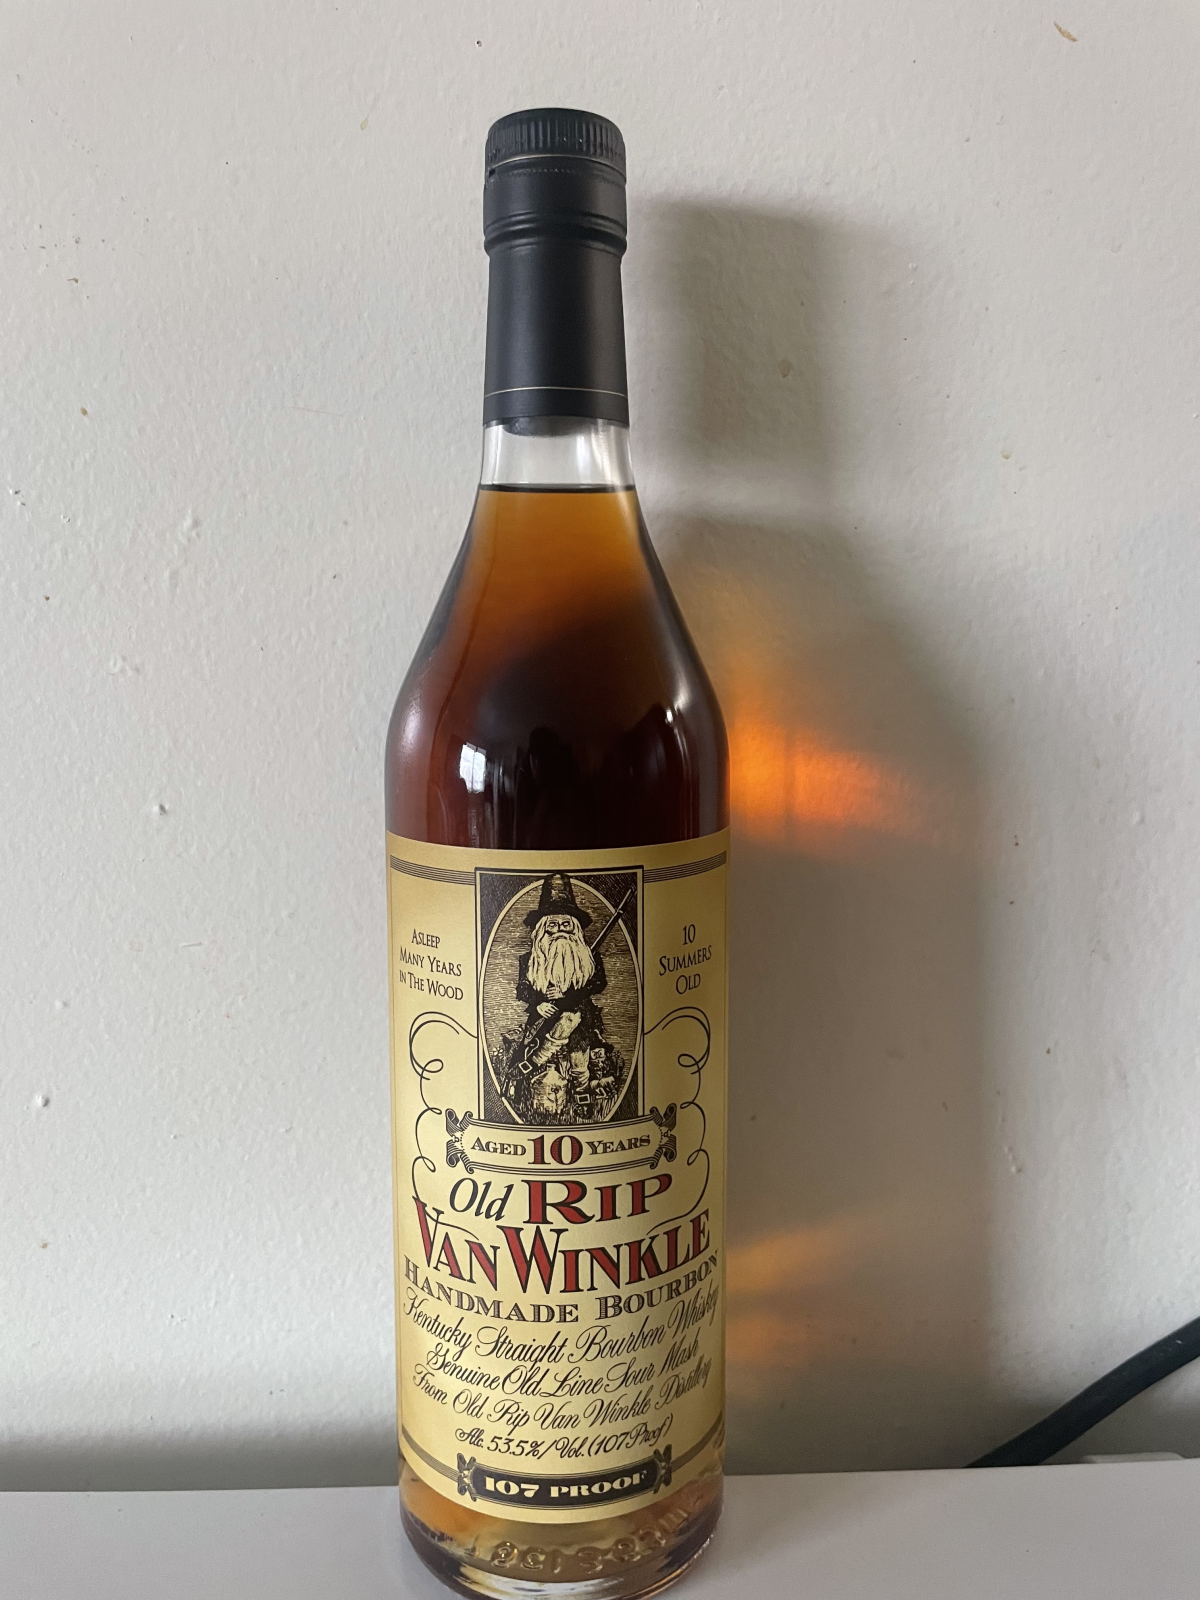 ASLEEP
MANY YEARS
IN THE WOOD
10
SUMMERS
OLD
AGED 10 YEARS
Old RIP
VAN WINKLE
HANDMADE BOURBON
Kentucky Straight Bourbon Whiskey
Genuine Old Line Sour Mash
From Old Rip Van Winkle Distillery
Alc. 53.5%/Vol. (107 Proof)
107 PROOF